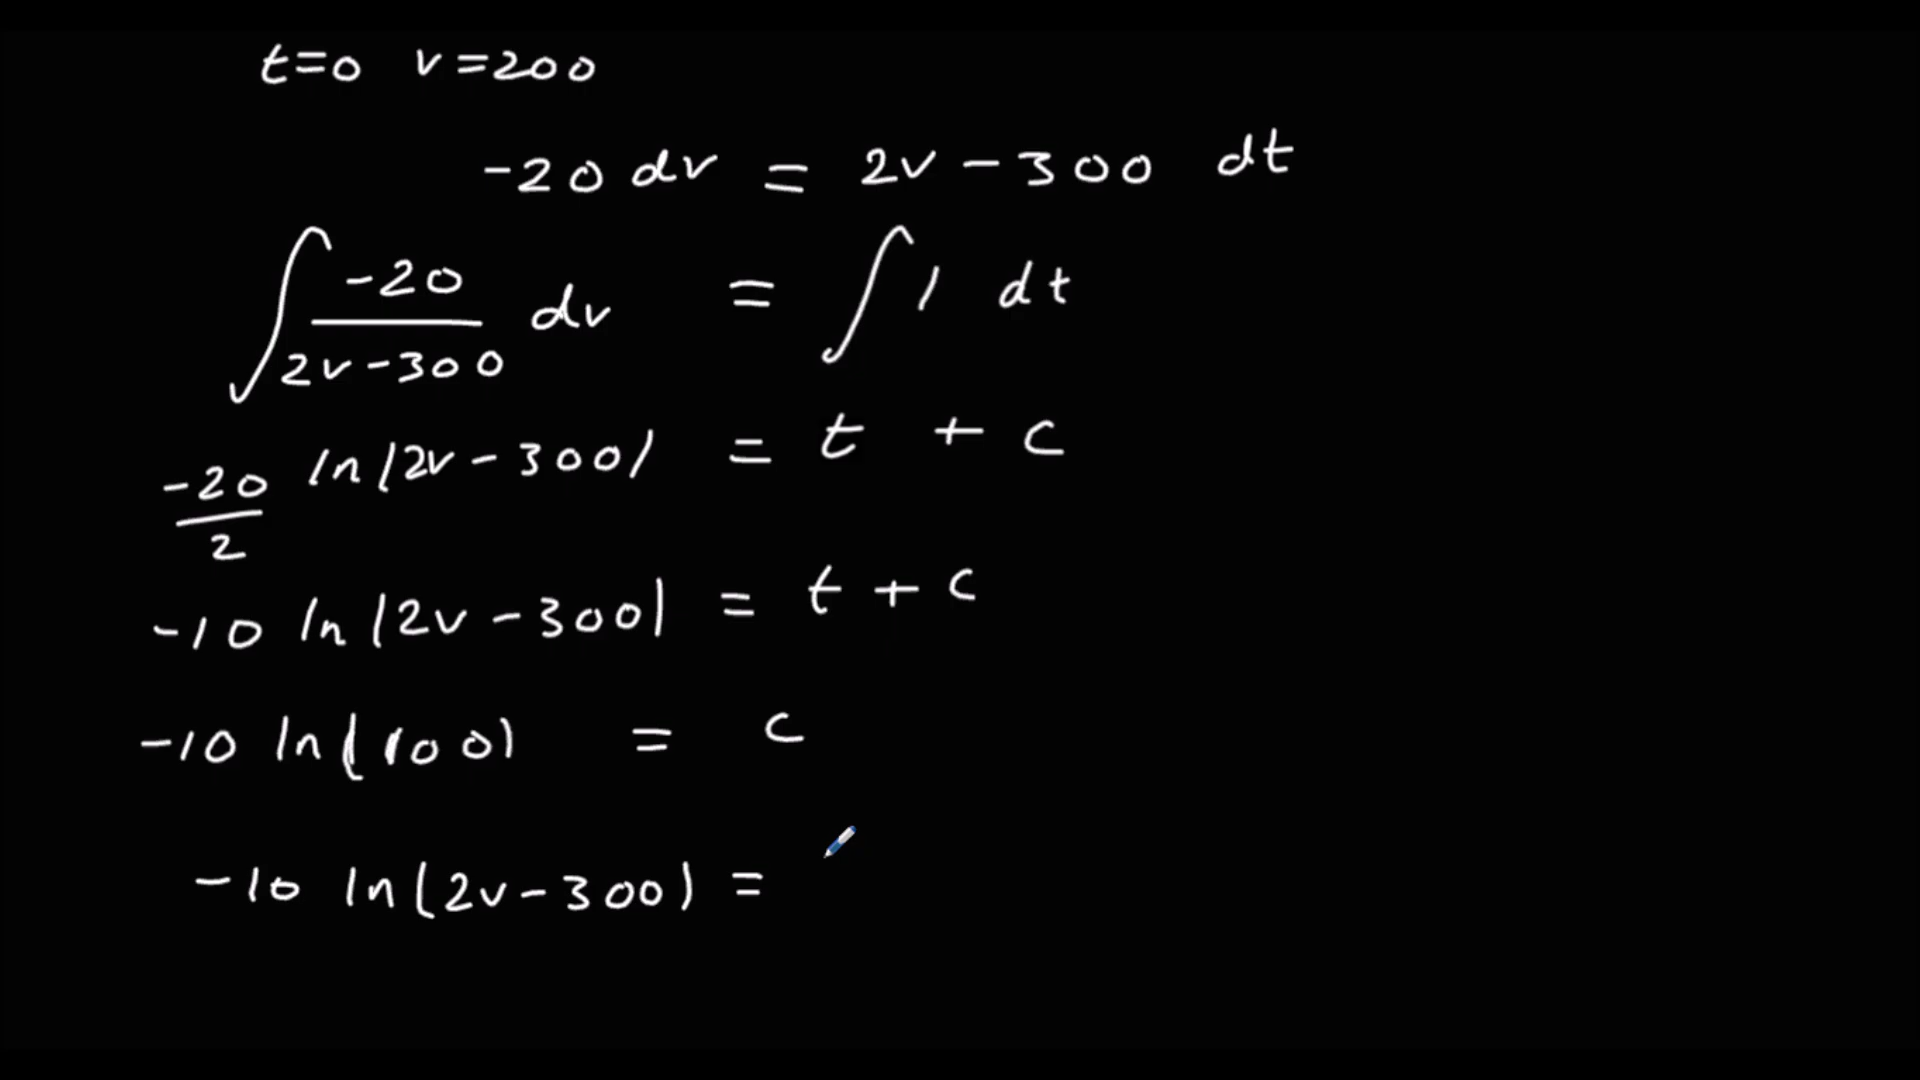 t=0 v=200
-20 dv = 2v - 300 dt
∫ -20/(2v-300) dv = ∫ 1 dt
-20/2 ln|2v-300| = t + c
-10 ln|2v-300| = t + c
-10 ln(100) = c
-10 ln(2v-300) =